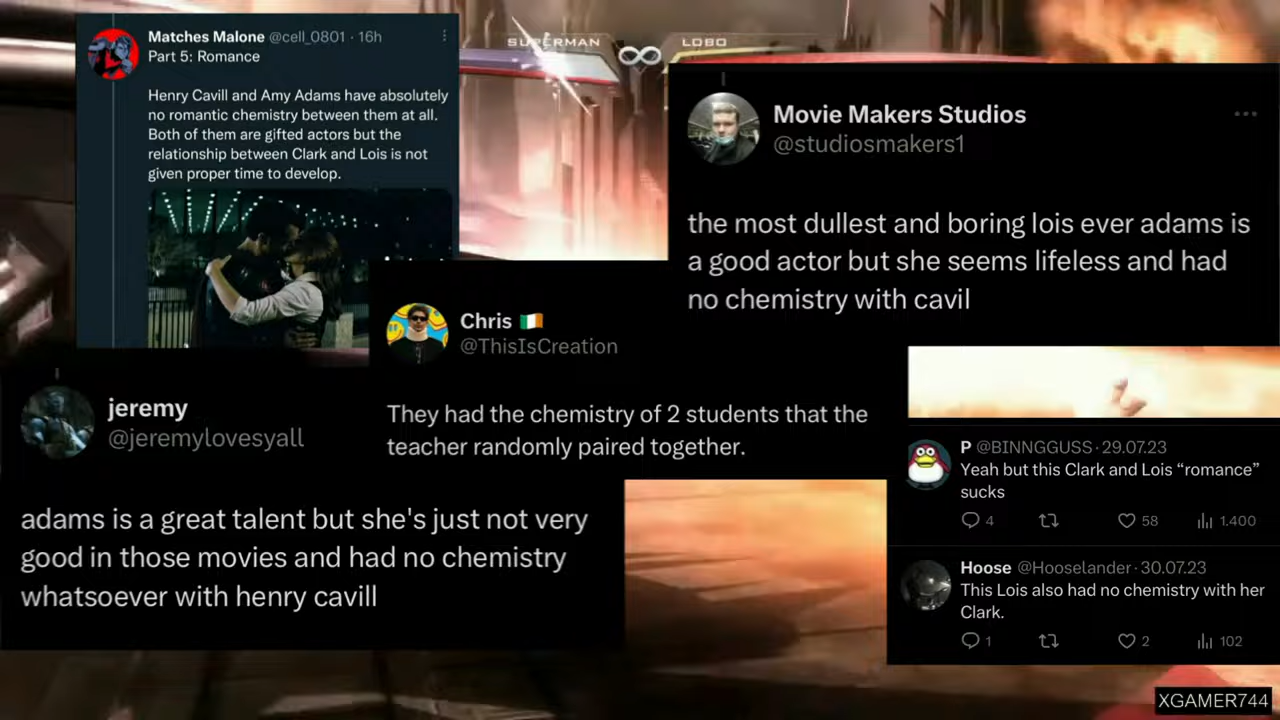 SUPERMAN
LOBO
Matches Malone @cell_0801 · 16h
Part 5: Romance
Henry Cavill and Amy Adams have absolutely
no romantic chemistry between them at all.
Both of them are gifted actors but the
relationship between Clark and Lois is not
given proper time to develop.
Movie Makers Studios
@studiosmakers1
the most dullest and boring lois ever adams is
a good actor but she seems lifeless and had
no chemistry with cavil
Chris 🇮🇪
@ThisIsCreation
They had the chemistry of 2 students that the
teacher randomly paired together.
jeremy
@jeremylovesyall
adams is a great talent but she's just not very
good in those movies and had no chemistry
whatsoever with henry cavill
P @BINNGGUSS · 29.07.23
Yeah but this Clark and Lois “romance”
sucks
4 58 1.400
Hoose @Hooselander · 30.07.23
This Lois also had no chemistry with her
Clark.
1 2 102
XGAMER744